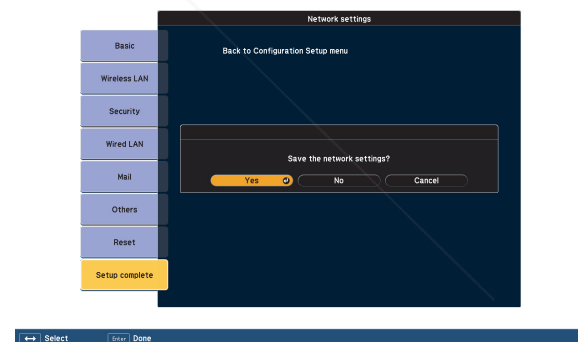 Network settings
Basic
Back to Configuration Setup menu
Wireless LAN
Security
Wired LAN
Save the network settings?
Yes No Cancel
Mail
Others
Reset
Setup complete
Select Enter Done